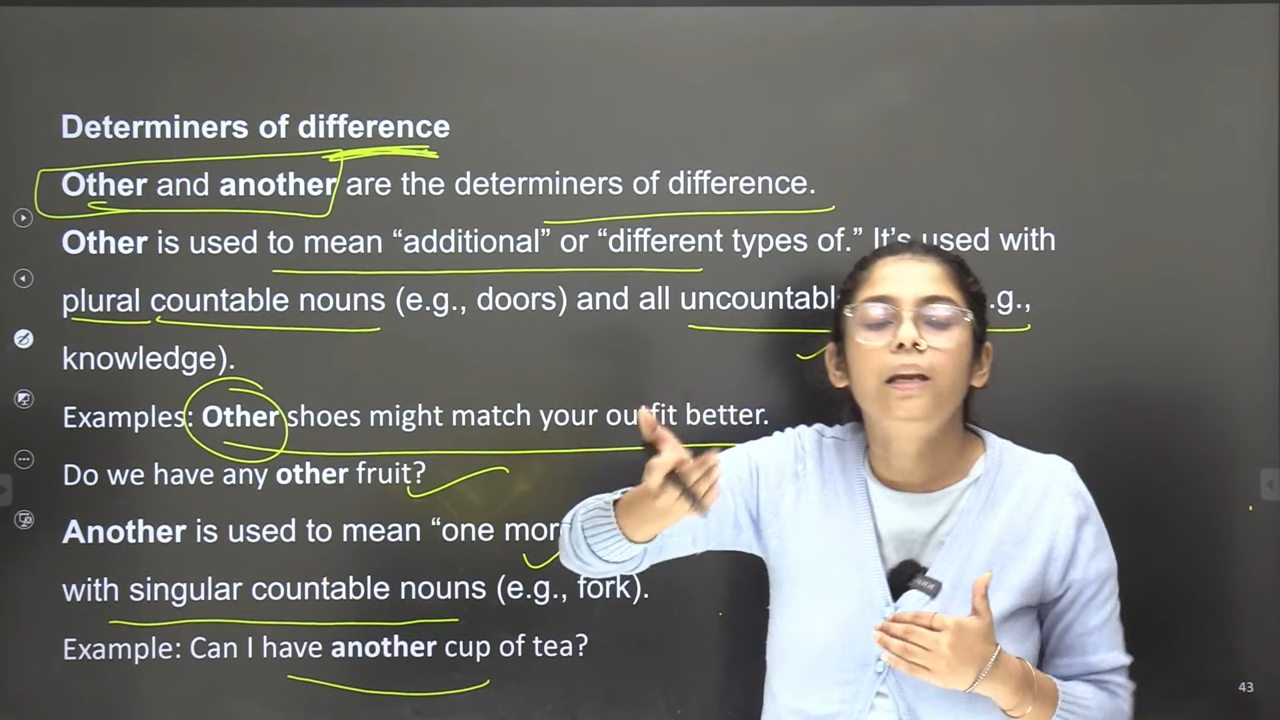 Determiners of difference
Other and another are the determiners of difference.
Other is used to mean “additional” or “different types of.” It’s used with
plural countable nouns (e.g., doors) and all .g.,
knowledge).
Examples: Other shoes might match your outfit better.
Do we have any other fruit?
Another is used to mean “one
with singular countable nouns (e.g., fork).
Example: Can I have another cup of tea?
43